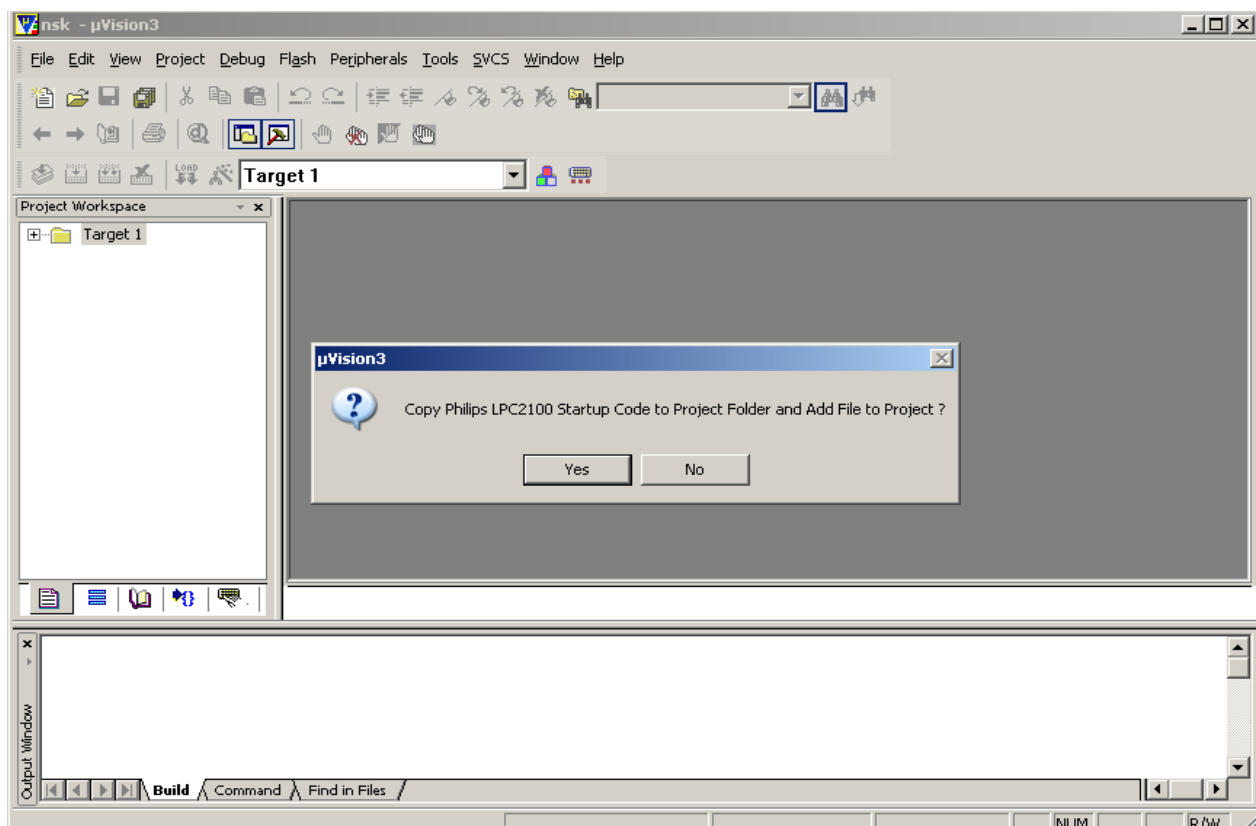 nsk - µVision3
File Edit View Project Debug Flash Peripherals Tools SVCS Window Help
LOAD
Target 1
Project Workspace
Target 1
µVision3
Copy Philips LPC2100 Startup Code to Project Folder and Add File to Project ?
Yes No
Output Window
Build Command Find in Files
NUM R/W